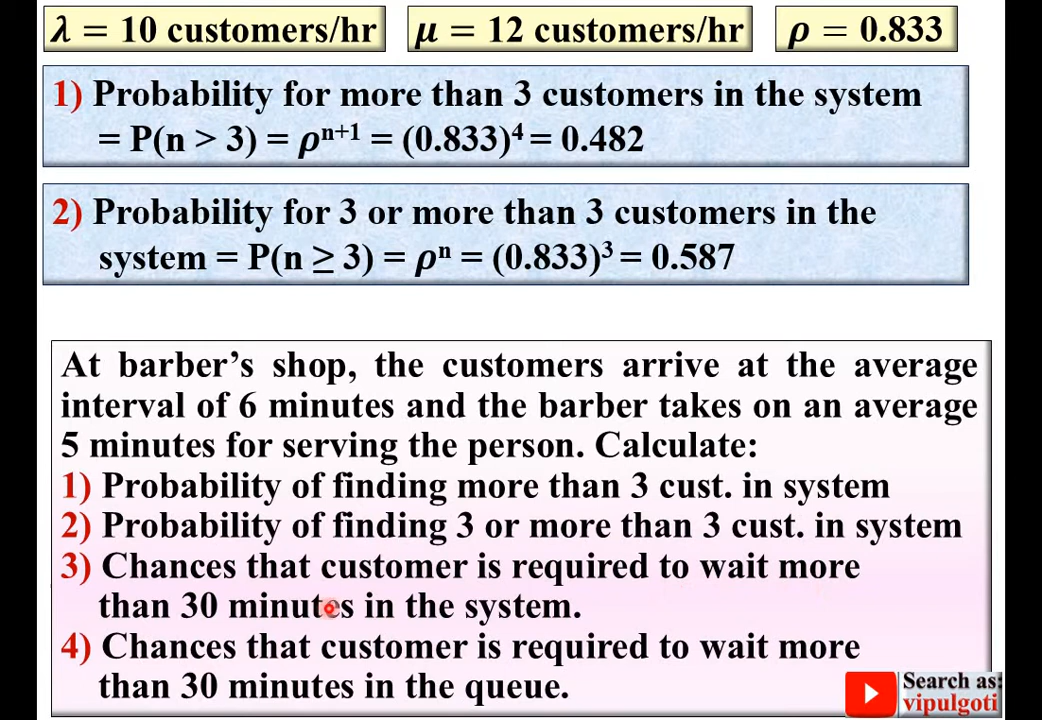 λ = 10 customers/hr
μ = 12 customers/hr
ρ = 0.833
1) Probability for more than 3 customers in the system
= P(n > 3) = ρⁿ⁺¹ = (0.833)⁴ = 0.482
2) Probability for 3 or more than 3 customers in the
system = P(n ≥ 3) = ρⁿ = (0.833)³ = 0.587
At barber’s shop, the customers arrive at the average
interval of 6 minutes and the barber takes on an average
5 minutes for serving the person. Calculate:
1) Probability of finding more than 3 cust. in system
2) Probability of finding 3 or more than 3 cust. in system
3) Chances that customer is required to wait more
than 30 minutes in the system.
4) Chances that customer is required to wait more
than 30 minutes in the queue.
Search as:
vipulgoti